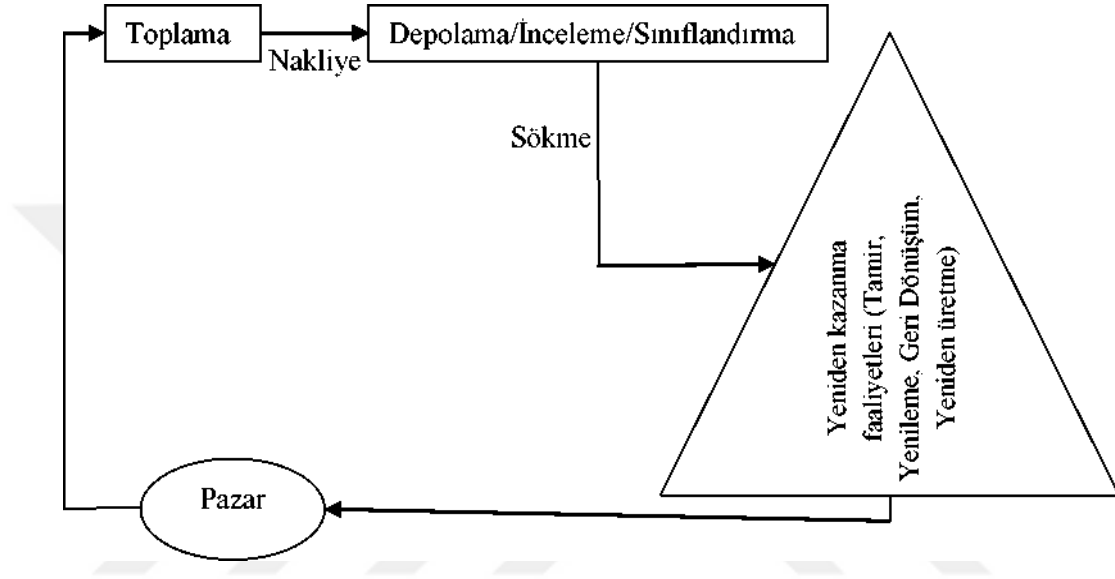 Toplama
Nakliye
Depolama/İnceleme/Sınıflandırma
Sökme
Yeniden kazanma
faaliyetleri (Tamir,
Yenileme, Geri Dönüşüm,
Yeniden üretme)
Pazar